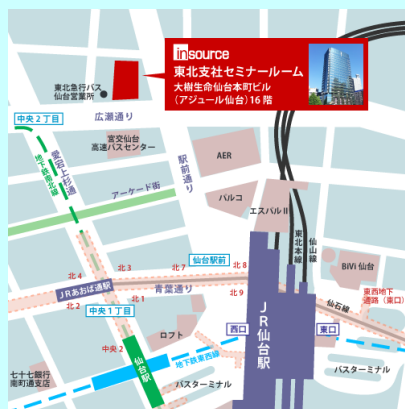 insource
東北支社セミナールーム
大樹生命仙台本町ビル
（アジュール仙台）16階
東北急行バス
仙台営業所
広瀬通り
中央2丁目
愛宕上杉通
地下鉄南北線
宮交仙台
高速バスセンター
駅前通り
AER
アーケード街
パルコ
エスパルⅡ
東北本線
仙山線
仙台駅前
BiVi仙台
東西地下
通路（東口）
北4
北3
北7
北8
JRあおば通駅
青葉通り
北2
北1
北9
中央1丁目
仙石線
JR仙台駅
西口
東口
ロフト
中央2
仙台駅
地下鉄東西線
七十七銀行
南町通支店
バスターミナル
バスターミナル